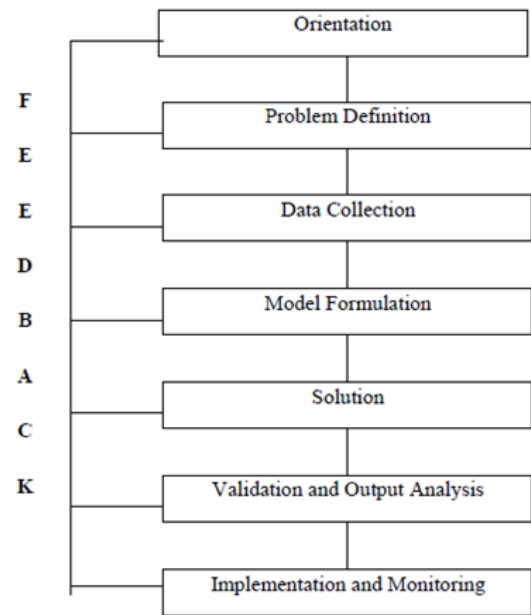 Orientation
F
Problem Definition
E
E
Data Collection
D
Model Formulation
B
A
Solution
C
K
Validation and Output Analysis
Implementation and Monitoring